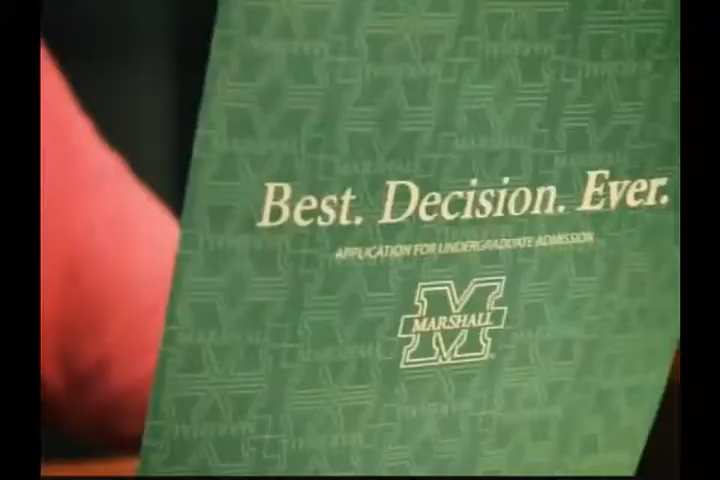 Best. Decision. Ever.
APPLICATION FOR UNDERGRADUATE ADMISSION
MARSHALL